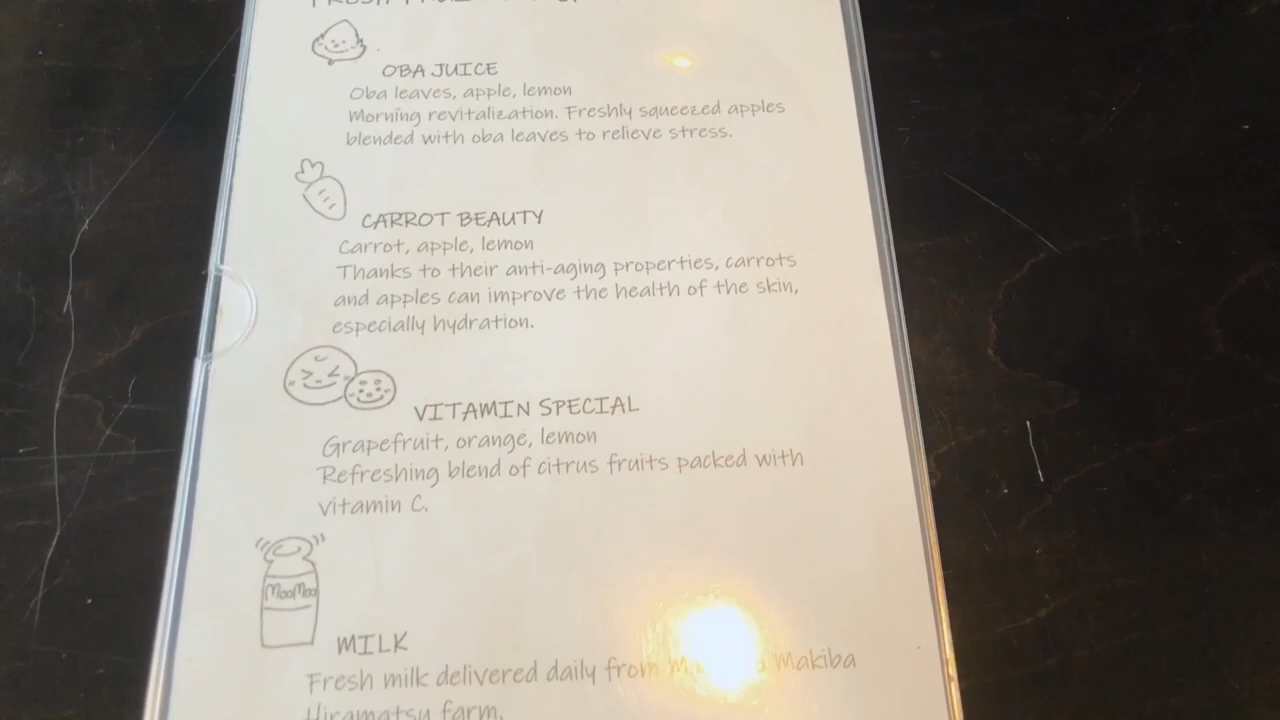 OBA JUICE
Oba leaves, apple, lemon
Morning revitalization. Freshly squeezed apples
blended with oba leaves to relieve stress.
CARROT BEAUTY
Carrot, apple, lemon
Thanks to their anti-aging properties, carrots
and apples can improve the health of the skin,
especially hydration.
VITAMIN SPECIAL
Grapefruit, orange, lemon
Refreshing blend of citrus fruits packed with
vitamin C.
MooMoo
MILK
Fresh milk delivered daily from Makiba
Hiramatsu farm.